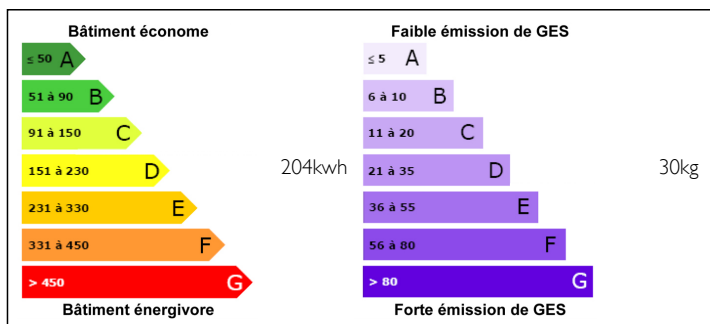 Bâtiment économe
≤ 50 A
51 à 90 B
91 à 150 C
151 à 230 D
204kwh
231 à 330 E
331 à 450 F
> 450 G
Bâtiment énergivore
Faible émission de GES
≤ 5 A
6 à 10 B
11 à 20 C
21 à 35 D
30kg
36 à 55 E
56 à 80 F
> 80 G
Forte émission de GES